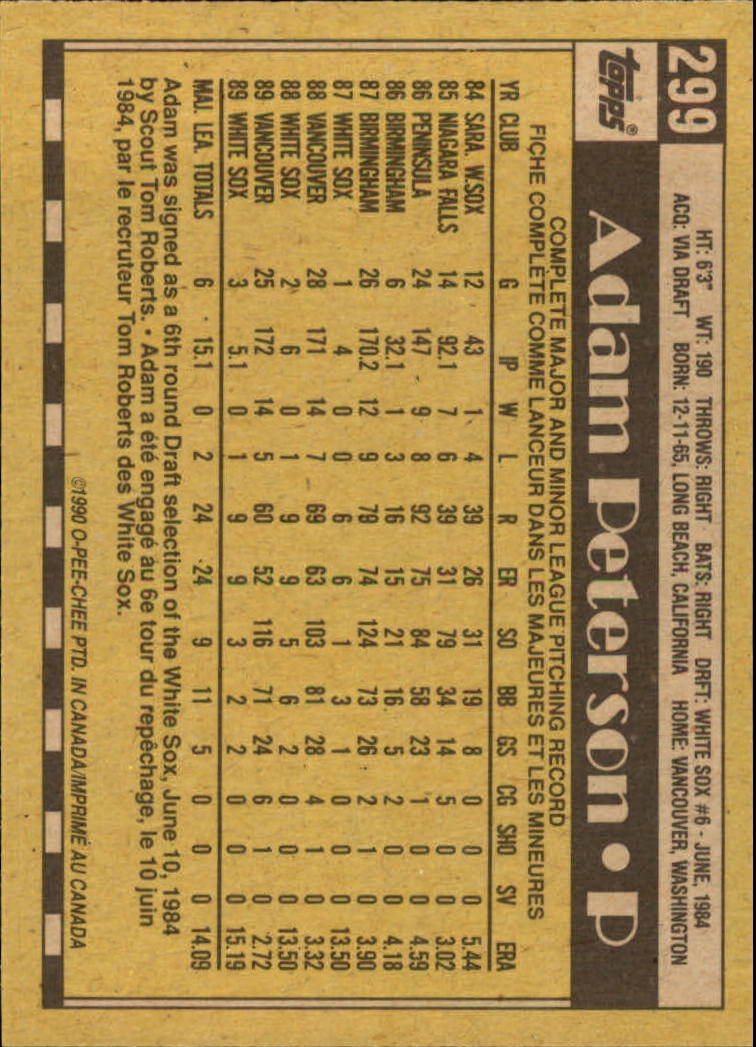 299
HT: 6'3" WT: 190 THROWS: RIGHT BATS: RIGHT DRFT: WHITE SOX #6 - JUNE, 1984
ACQ: VIA DRAFT BORN: 12-11-65, LONG BEACH, CALIFORNIA HOME: VANCOUVER, WASHINGTON
topps®
Adam Peterson • P
COMPLETE MAJOR AND MINOR LEAGUE PITCHING RECORD
FICHE COMPLÈTE COMME LANCEUR DANS LES MAJEURES ET LES MINEURES
YR CLUB G IP W L R ER SO BB GS CG SHO SV ERA
84 SARA. W.SOX 12 43 1 4 39 26 31 19 8 0 0 0 5.44
85 NIAGARA FALLS 14 92.1 7 6 39 31 79 34 14 5 0 0 3.02
86 PENINSULA 24 147 9 8 92 75 84 58 23 1 0 0 4.59
86 BIRMINGHAM 6 32.1 1 3 16 15 21 16 5 2 0 0 4.18
87 BIRMINGHAM 26 170.2 12 9 79 74 124 73 26 2 1 0 3.90
87 WHITE SOX 1 4 0 0 6 6 1 3 1 0 0 0 13.50
88 VANCOUVER 28 171 14 7 69 63 103 81 28 4 1 0 3.32
88 WHITE SOX 2 6 0 1 9 9 5 6 2 0 0 0 13.50
89 VANCOUVER 25 172 14 5 60 52 116 71 24 6 1 0 2.72
89 WHITE SOX 3 5.1 0 1 9 9 3 2 2 0 0 0 15.19
MAJ. LEA. TOTALS 6 15.1 0 2 24 24 9 11 5 0 0 0 14.09
Adam was signed as a 6th round Draft selection of the White Sox, June 10, 1984
by Scout Tom Roberts. • Adam a été engagé au 6e tour du repêchage, le 10 juin
1984, par le recruteur Tom Roberts des White Sox.
©1990 O-PEE-CHEE PTD. IN CANADA/IMPRIMÉ AU CANADA